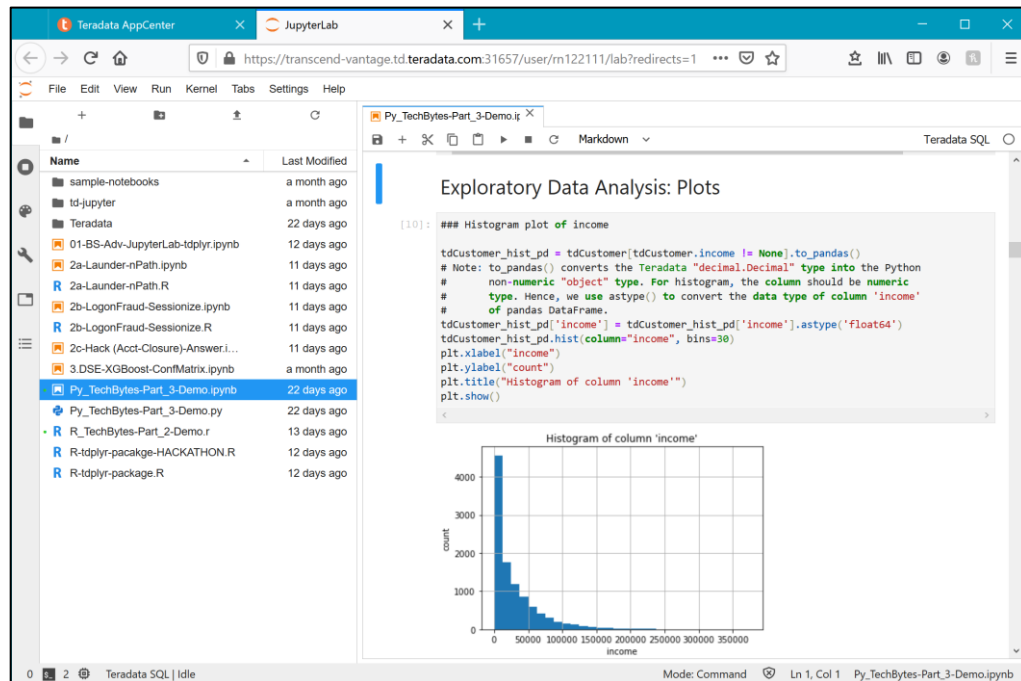 Teradata AppCenter
JupyterLab
https://transcend-vantage.td.teradata.com:31657/user/rn122111/lab?redirects=1
File Edit View Run Kernel Tabs Settings Help
/
Name Last Modified
sample-notebooks a month ago
td-jupyter a month ago
Teradata 22 days ago
01-BS-Adv-JupyterLab-tdplyr.ipynb 12 days ago
2a-Launder-nPath.ipynb 11 days ago
2a-Launder-nPath.R 11 days ago
2b-LogonFraud-Sessionize.ipynb 11 days ago
2b-LogonFraud-Sessionize.R 11 days ago
2c-Hack (Acct-Closure)-Answer.i… 11 days ago
3.DSE-XGBoost-ConfMatrix.ipynb a month ago
Py_TechBytes-Part_3-Demo.ipynb 22 days ago
Py_TechBytes-Part_3-Demo.py 22 days ago
R_TechBytes-Part_2-Demo.r 13 days ago
R-tdplyr-pacakge-HACKATHON.R 12 days ago
R-tdplyr-package.R 12 days ago
Py_TechBytes-Part_3-Demo.ip
Markdown Teradata SQL
Exploratory Data Analysis: Plots
[10]: ### Histogram plot of income
tdCustomer_hist_pd = tdCustomer[tdCustomer.income != None].to_pandas()
# Note: to_pandas() converts the Teradata "decimal.Decimal" type into the Python
# non-numeric "object" type. For histogram, the column should be numeric
# type. Hence, we use astype() to convert the data type of column 'income'
# of pandas DataFrame.
tdCustomer_hist_pd['income'] = tdCustomer_hist_pd['income'].astype('float64')
tdCustomer_hist_pd.hist(column="income", bins=30)
plt.xlabel("income")
plt.ylabel("count")
plt.title("Histogram of column 'income'")
plt.show()
Histogram of column 'income'
4000
3000
2000
1000
0
count
0 50000 100000 150000 200000 250000 300000 350000
income
0 2 Teradata SQL | Idle Mode: Command Ln 1, Col 1 Py_TechBytes-Part_3-Demo.ipynb